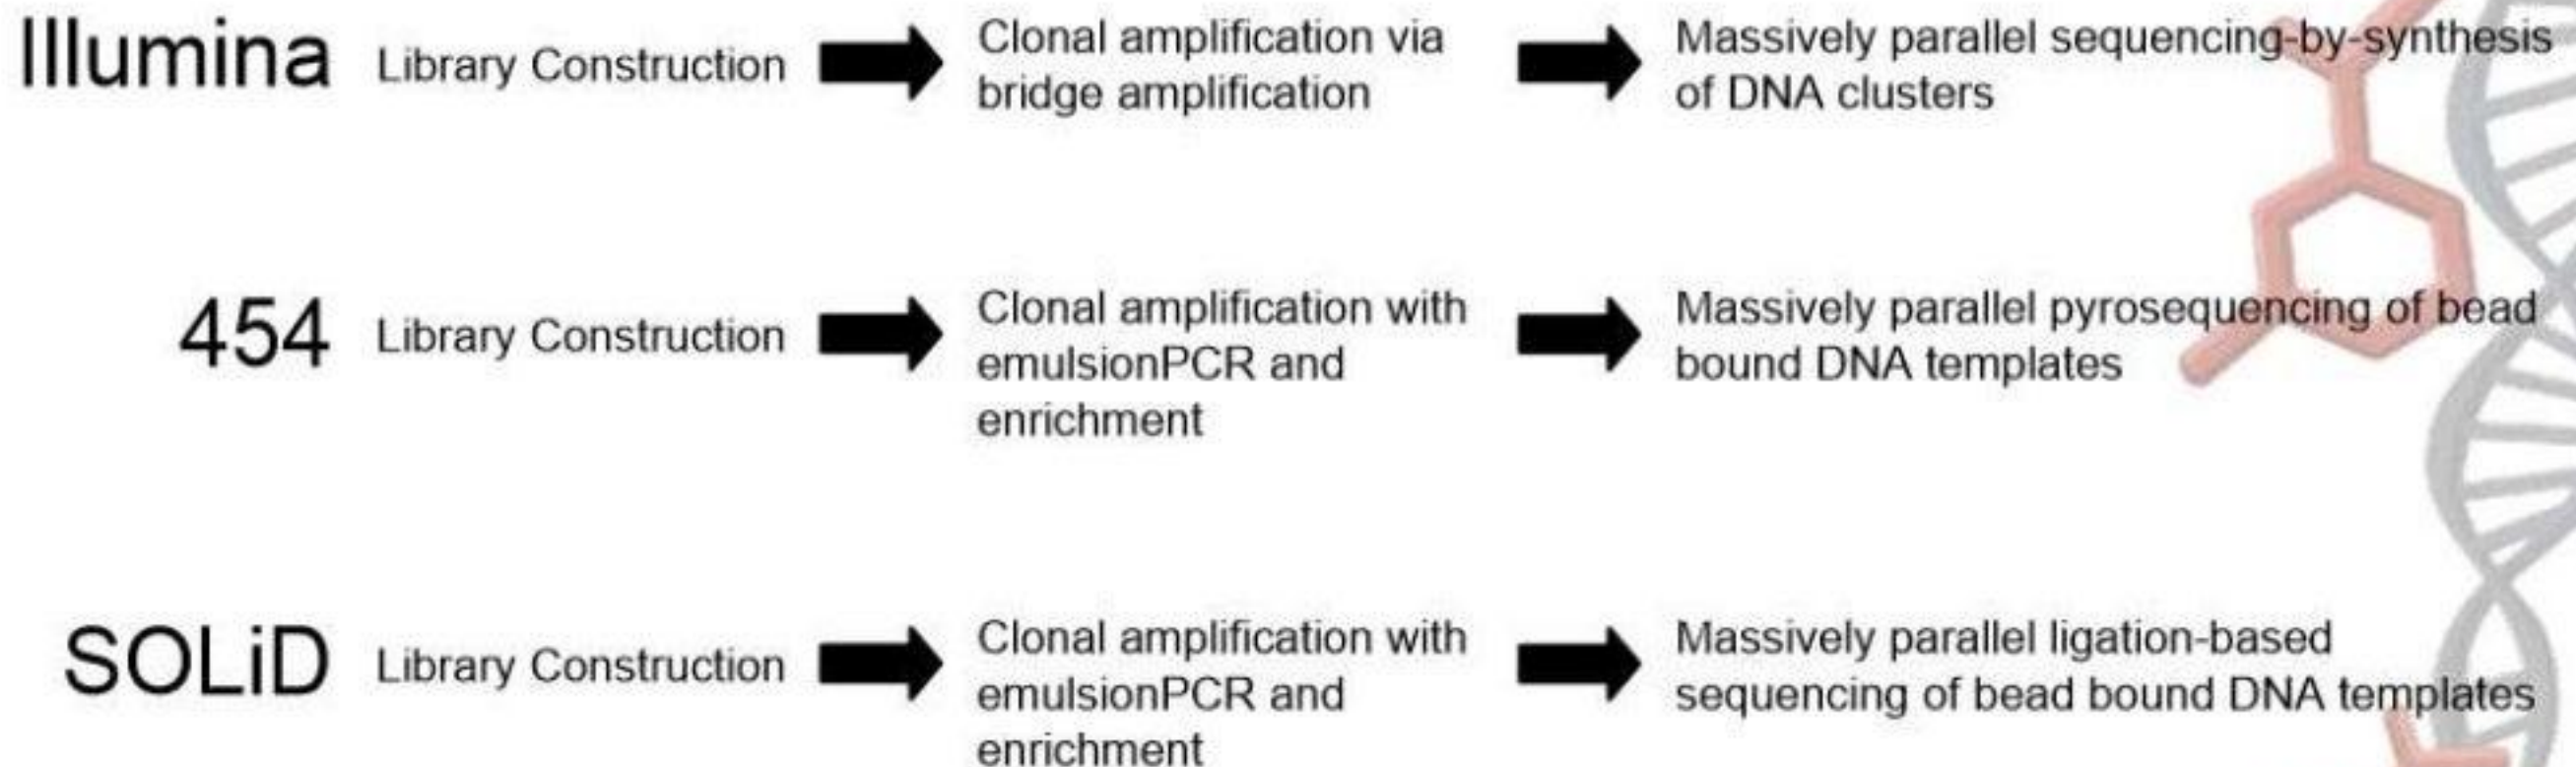 Illumina
Library Construction
Clonal amplification via
bridge amplification
Massively parallel sequencing-by-synthesis
of DNA clusters
454
Library Construction
Clonal amplification with
emulsionPCR and
enrichment
Massively parallel pyrosequencing of bead
bound DNA templates
SOLiD
Library Construction
Clonal amplification with
emulsionPCR and
enrichment
Massively parallel ligation-based
sequencing of bead bound DNA templates